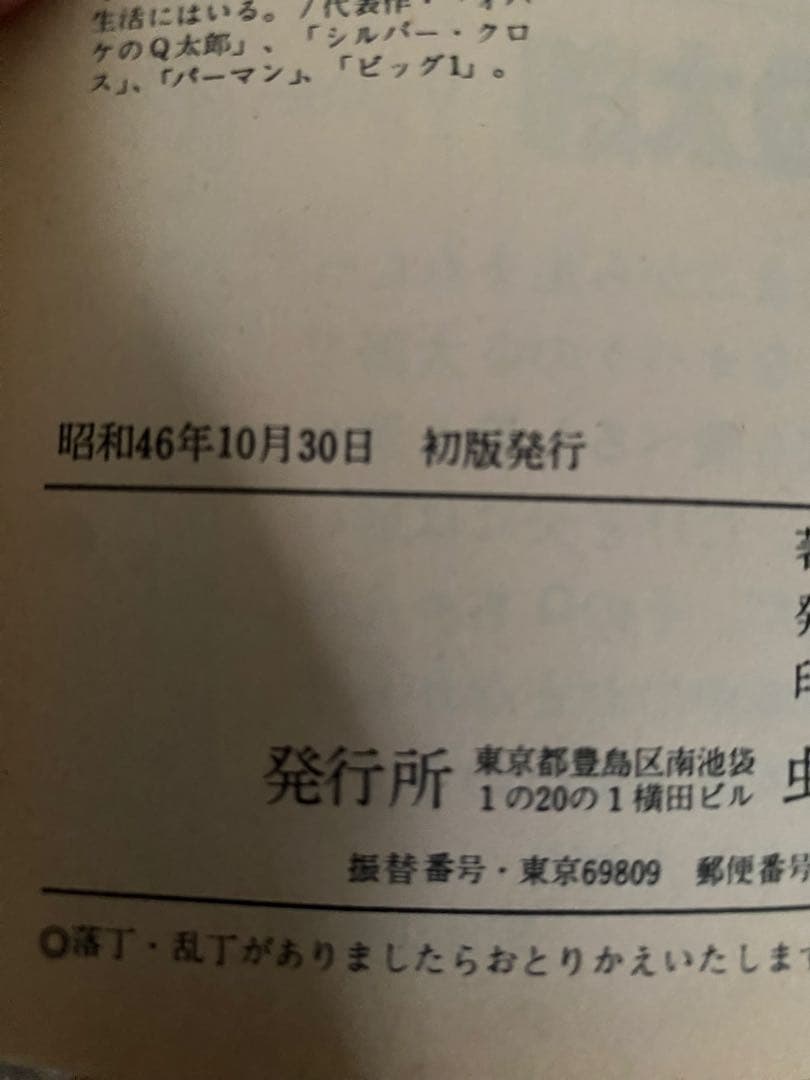 生活にはいる。/代表作・「オバ
ケのQ太郎」、「シルバー・クロ
ス」、「パーマン」、「ビッグ1」。
昭和46年10月30日　初版発行
発行所 東京都豊島区南池袋
1の20の1横田ビル
振替番号・東京69809　郵便番号
◎落丁・乱丁がありましたらおとりかえいたします